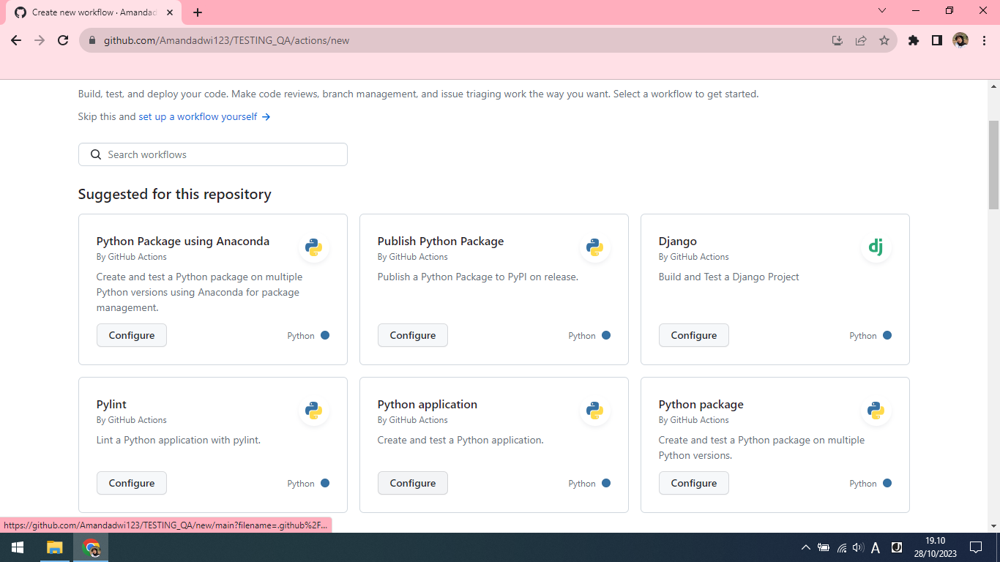 Create new workflow · Amandad
github.com/Amandadwi123/TESTING_QA/actions/new
Build, test, and deploy your code. Make code reviews, branch management, and issue triaging work the way you want. Select a workflow to get started.
Skip this and set up a workflow yourself →
Search workflows
Suggested for this repository
Python Package using Anaconda
By GitHub Actions
Create and test a Python package on multiple
Python versions using Anaconda for package
management.
Configure
Python
Publish Python Package
By GitHub Actions
Publish a Python Package to PyPI on release.
Configure
Python
Django
dj
By GitHub Actions
Build and Test a Django Project
Configure
Python
Pylint
By GitHub Actions
Lint a Python application with pylint.
Configure
Python
Python application
By GitHub Actions
Create and test a Python application.
Configure
Python
Python package
By GitHub Actions
Create and test a Python package on multiple
Python versions.
Configure
Python
https://github.com/Amandadwi123/TESTING_QA/new/main?filename=.github%2F...
A
19.10
28/10/2023